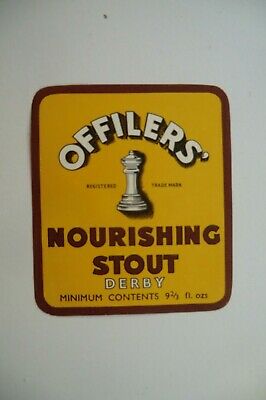 OFFILERS'
REGISTERED TRADE MARK
NOURISHING
STOUT
DERBY
MINIMUM CONTENTS 9⅔ fl. ozs